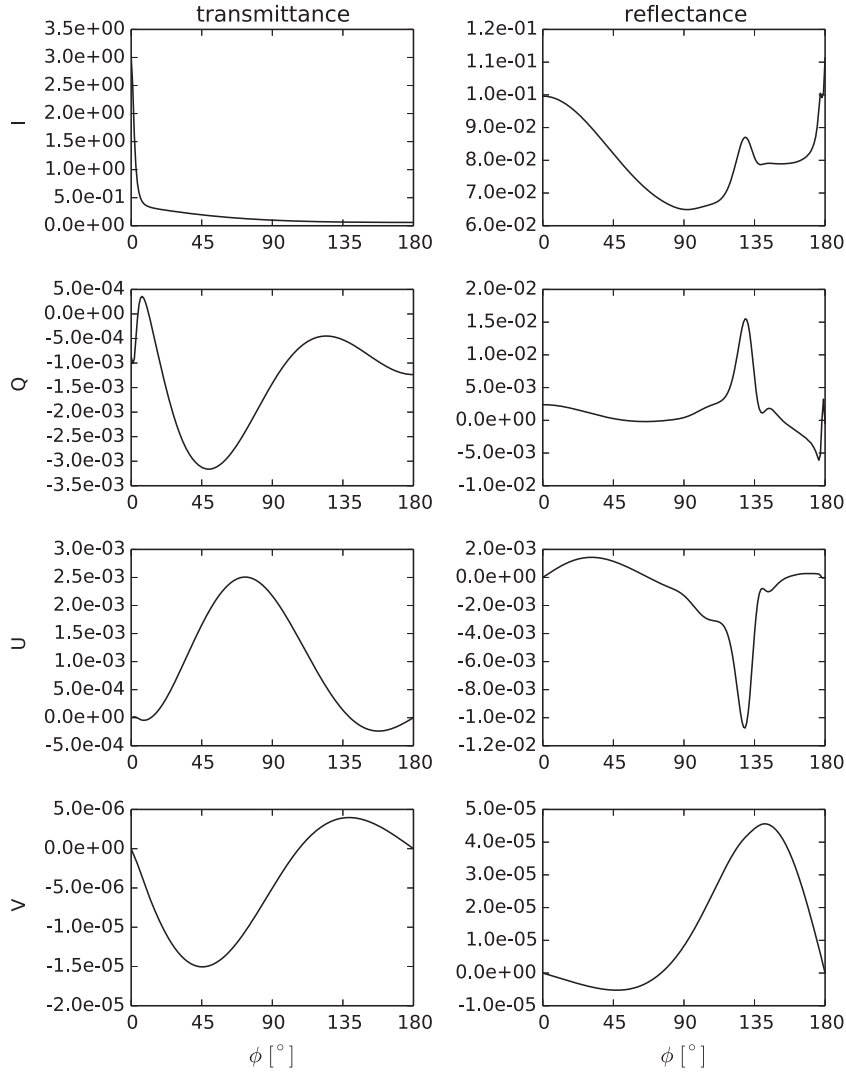 transmittance
reflectance
3.5e+00
3.0e+00
2.5e+00
2.0e+00
1.5e+00
1.0e+00
5.0e-01
0.0e+00
I
0 45 90 135 180
1.2e-01
1.1e-01
1.0e-01
9.0e-02
8.0e-02
7.0e-02
6.0e-02
0 45 90 135 180
5.0e-04
0.0e+00
-5.0e-04
-1.0e-03
-1.5e-03
-2.0e-03
-2.5e-03
-3.0e-03
-3.5e-03
Q
0 45 90 135 180
2.0e-02
1.5e-02
1.0e-02
5.0e-03
0.0e+00
-5.0e-03
-1.0e-02
0 45 90 135 180
3.0e-03
2.5e-03
2.0e-03
1.5e-03
1.0e-03
5.0e-04
0.0e+00
-5.0e-04
U
0 45 90 135 180
2.0e-03
0.0e+00
-2.0e-03
-4.0e-03
-6.0e-03
-8.0e-03
-1.0e-02
-1.2e-02
0 45 90 135 180
5.0e-06
0.0e+00
-5.0e-06
-1.0e-05
-1.5e-05
-2.0e-05
V
0 45 90 135 180
ϕ [°]
5.0e-05
4.0e-05
3.0e-05
2.0e-05
1.0e-05
0.0e+00
-1.0e-05
0 45 90 135 180
ϕ [°]